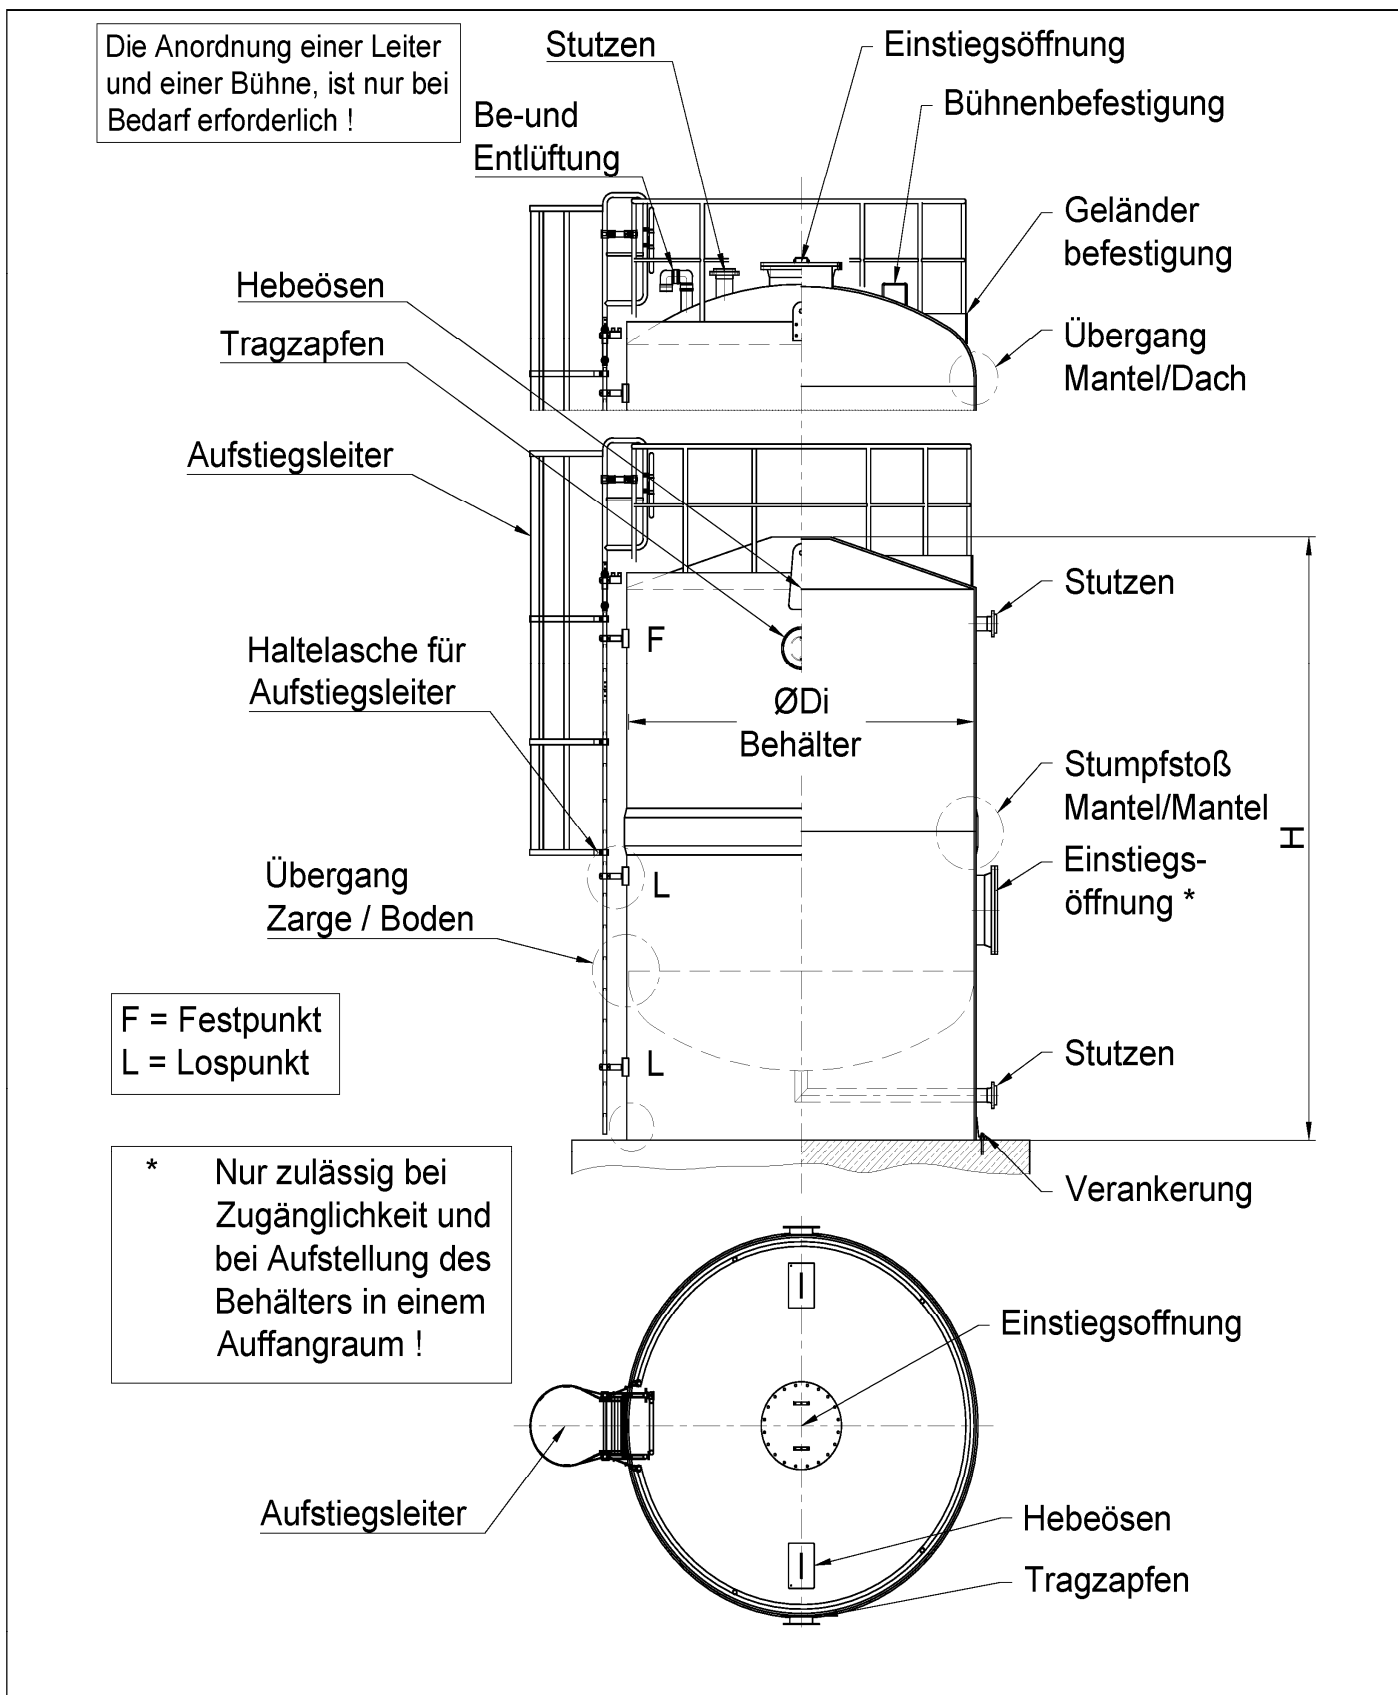 Die Anordnung einer Leiter
und einer Bühne, ist nur bei
Bedarf erforderlich !
Stutzen
Einstiegsöffnung
Bühnenbefestigung
Be-und
Entlüftung
Geländer
befestigung
Hebeösen
Tragzapfen
Übergang
Mantel/Dach
Aufstiegsleiter
Stutzen
F
Haltelasche für
Aufstiegsleiter
ØDi
Behälter
Stumpfstoß
Mantel/Mantel
H
Einstiegs-
öffnung *
L
Übergang
Zarge / Boden
F = Festpunkt
L = Lospunkt
L
Stutzen
* Nur zulässig bei
Zugänglichkeit und
bei Aufstellung des
Behälters in einem
Auffangraum !
Verankerung
Einstiegsoffnung
Aufstiegsleiter
Hebeösen
Tragzapfen